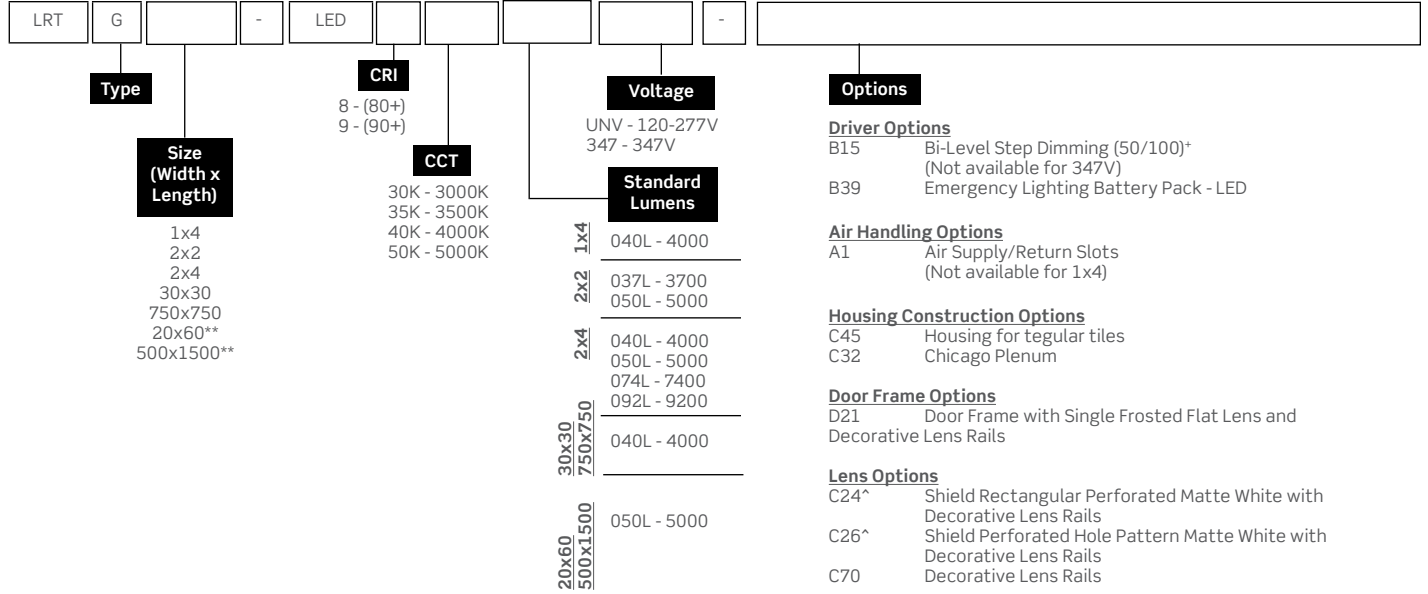 LRT G - LED -
Type
Size
(Width x
Length)
1x4
2x2
2x4
30x30
750x750
20x60**
500x1500**
CRI
8 - (80+)
9 - (90+)
CCT
30K - 3000K
35K - 3500K
40K - 4000K
50K - 5000K
Voltage
UNV - 120-277V
347 - 347V
Standard
Lumens
1x4
040L - 4000
2x2
037L - 3700
050L - 5000
2x4
040L - 4000
050L - 5000
074L - 7400
092L - 9200
30x30
750x750
040L - 4000
20x60
500x1500
050L - 5000
Options
Driver Options
B15 Bi-Level Step Dimming (50/100)+
(Not available for 347V)
B39 Emergency Lighting Battery Pack - LED
Air Handling Options
A1 Air Supply/Return Slots
(Not available for 1x4)
Housing Construction Options
C45 Housing for tegular tiles
C32 Chicago Plenum
Door Frame Options
D21 Door Frame with Single Frosted Flat Lens and
Decorative Lens Rails
Lens Options
C24^ Shield Rectangular Perforated Matte White with
Decorative Lens Rails
C26^ Shield Perforated Hole Pattern Matte White with
Decorative Lens Rails
C70 Decorative Lens Rails